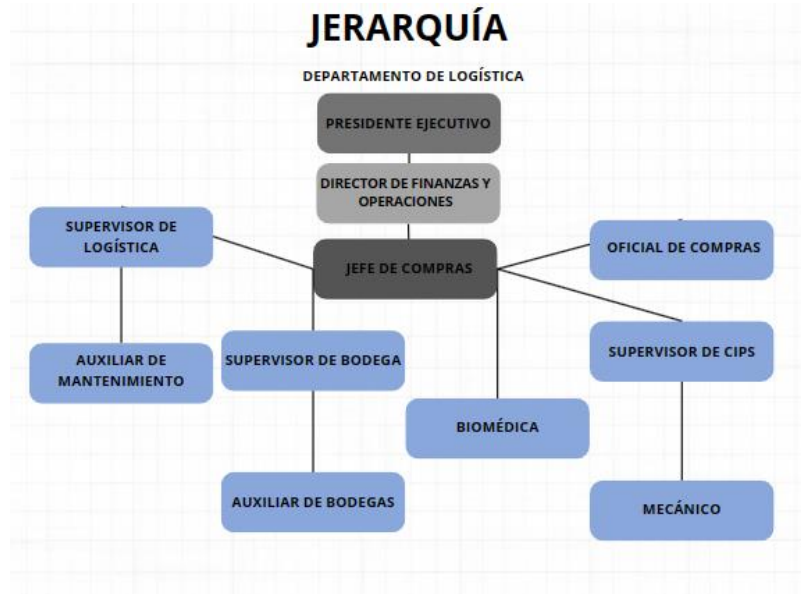 JERARQUÍA
DEPARTAMENTO DE LOGÍSTICA
PRESIDENTE EJECUTIVO
DIRECTOR DE FINANZAS Y
OPERACIONES
SUPERVISOR DE
LOGÍSTICA
JEFE DE COMPRAS
OFICIAL DE COMPRAS
AUXILIAR DE
MANTENIMIENTO
SUPERVISOR DE BODEGA
SUPERVISOR DE CIPS
BIOMÉDICA
AUXILIAR DE BODEGAS
MECÁNICO